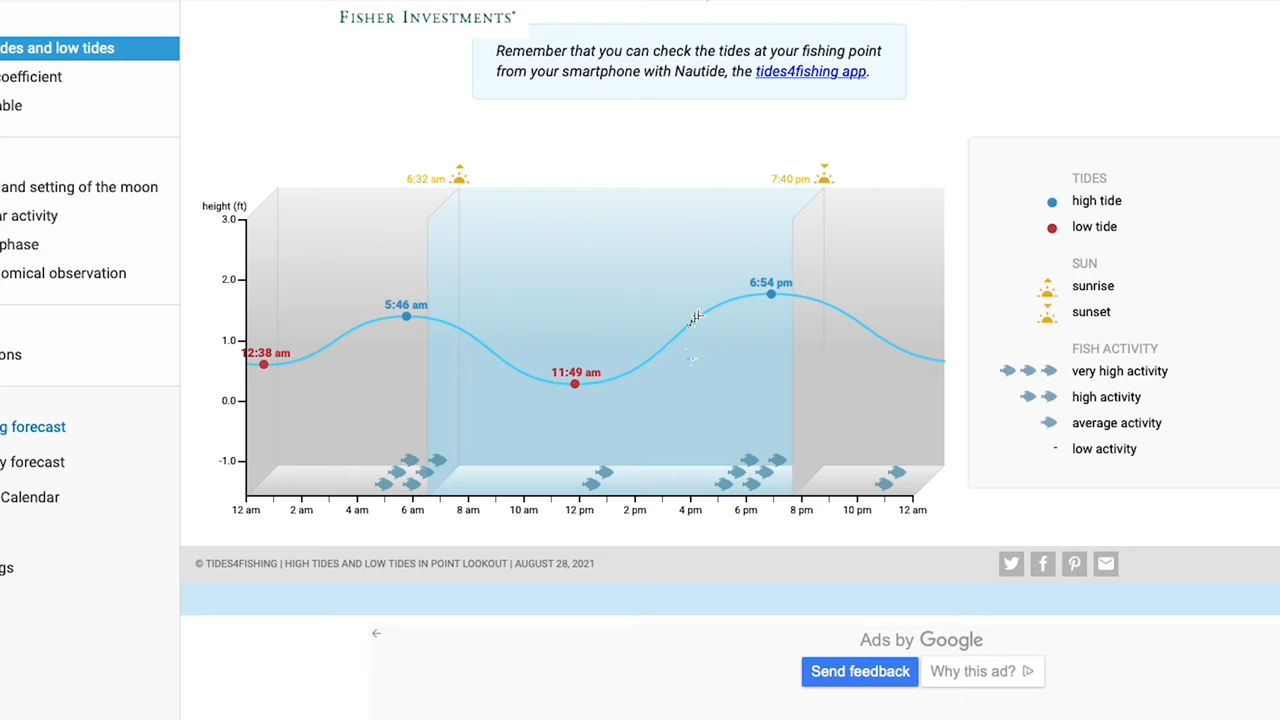 FISHER INVESTMENTS®
Remember that you can check the tides at your fishing point
from your smartphone with Nautide, the tides4fishing app.
des and low tides
oefficient
able
and setting of the moon
ar activity
phase
omical observation
ons
g forecast
y forecast
Calendar
gs
6:32 am
7:40 pm
height (ft)
3.0
2.0
1.0
0.0
-1.0
12:38 am
5:46 am
11:49 am
6:54 pm
12 am 2 am 4 am 6 am 8 am 10 am 12 pm 2 pm 4 pm 6 pm 8 pm 10 pm 12 am
TIDES
high tide
low tide
SUN
sunrise
sunset
FISH ACTIVITY
very high activity
high activity
average activity
- low activity
© TIDES4FISHING | HIGH TIDES AND LOW TIDES IN POINT LOOKOUT | AUGUST 28, 2021
Ads by Google
Send feedback
Why this ad?